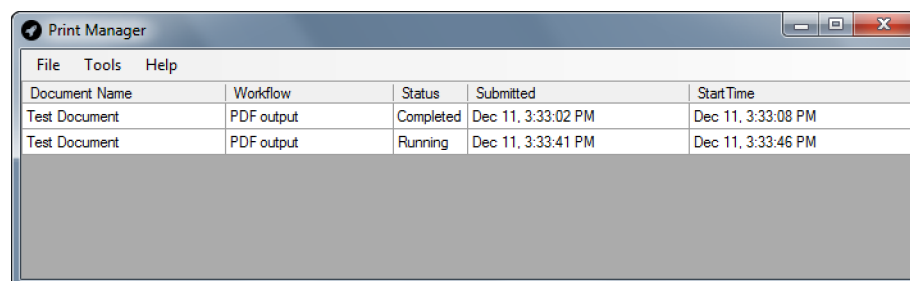 Print Manager
File Tools Help
Document Name Workflow Status Submitted StartTime
Test Document PDF output Completed Dec 11, 3:33:02 PM Dec 11, 3:33:08 PM
Test Document PDF output Running Dec 11, 3:33:41 PM Dec 11, 3:33:46 PM